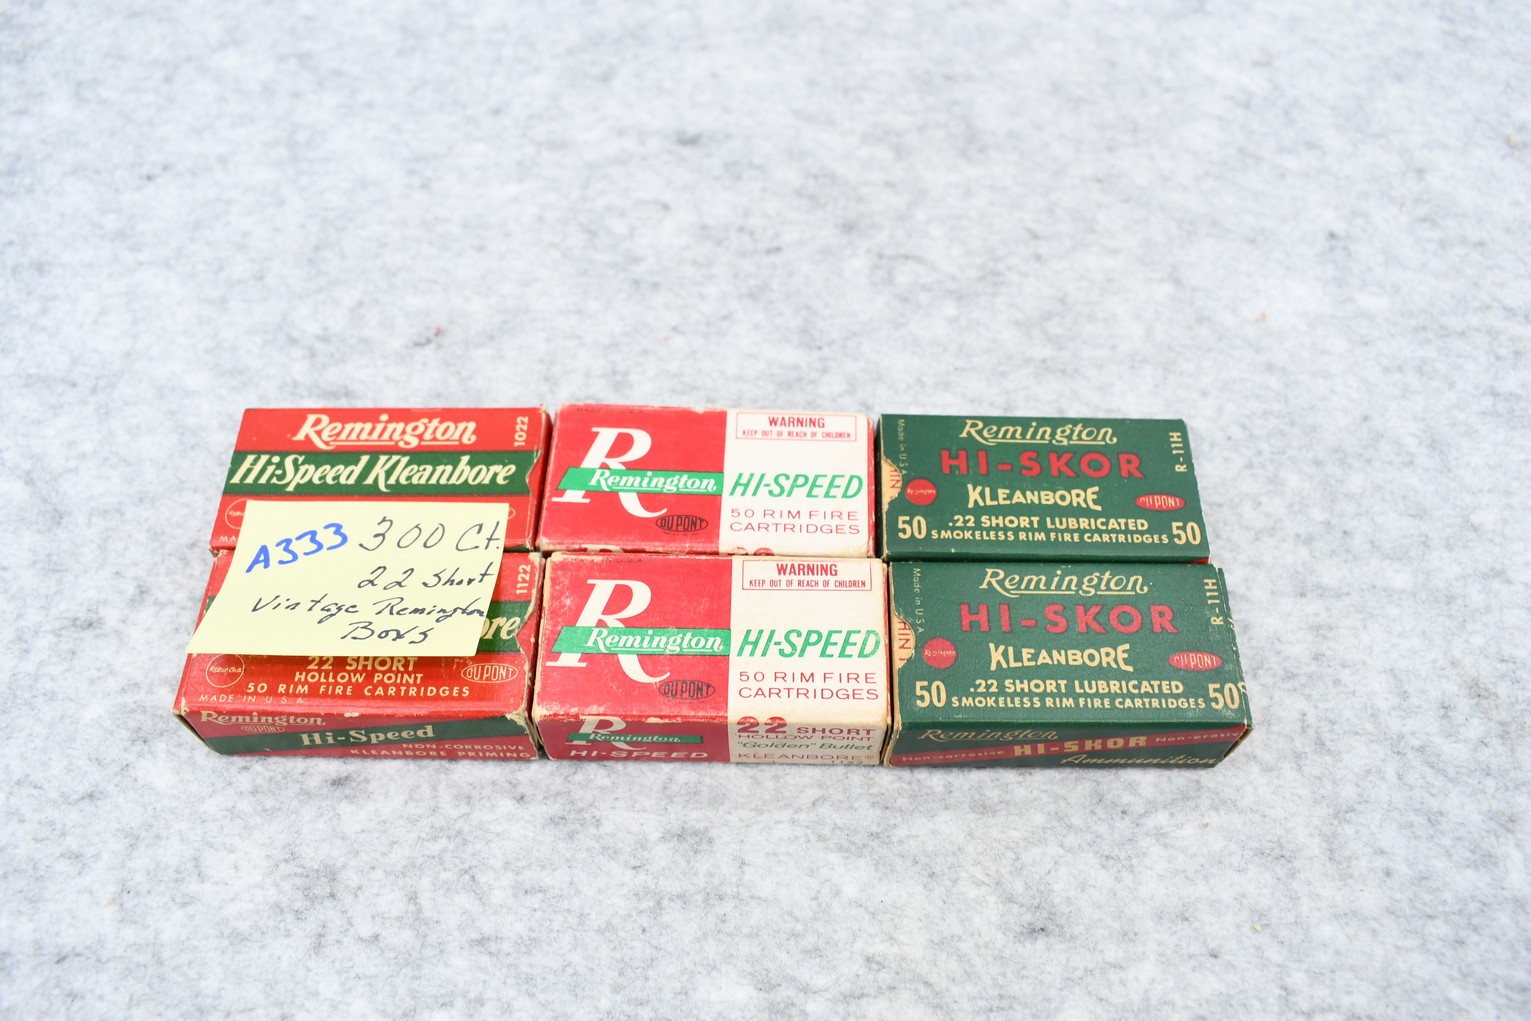 Remington
1022
Hi-Speed Kleanbore
A333 300 Ct.
22 Short
Vintage Remington
Boxs
1122
ore
22 SHORT
HOLLOW POINT
50 RIM FIRE CARTRIDGES
DU PONT
MADE IN U.S.A.
Remington
DU PONT
Hi-Speed
NON-CORROSIVE
KLEANBORE PRIMING
R
Remington
DU PONT
WARNING
KEEP OUT OF REACH OF CHILDREN
HI-SPEED
50 RIM FIRE
CARTRIDGES
R
Remington
DU PONT
WARNING
KEEP OUT OF REACH OF CHILDREN
HI-SPEED
50 RIM FIRE
CARTRIDGES
R
Remington
HI-SPEED
22 SHORT
HOLLOW POINT
"Golden" Bullet
KLEANBORE®
Made in U.S.A.
Remington
HI-SKOR
R-11H
Remington
KLEANBORE
DU PONT
50 .22 SHORT LUBRICATED 50
SMOKELESS RIM FIRE CARTRIDGES
Made in U.S.A.
Remington
HI-SKOR
R-11H
Remington
KLEANBORE
DU PONT
50 .22 SHORT LUBRICATED 50
SMOKELESS RIM FIRE CARTRIDGES
Remington
Non-corrosive HI-SKOR Non-erosiv
Ammunition